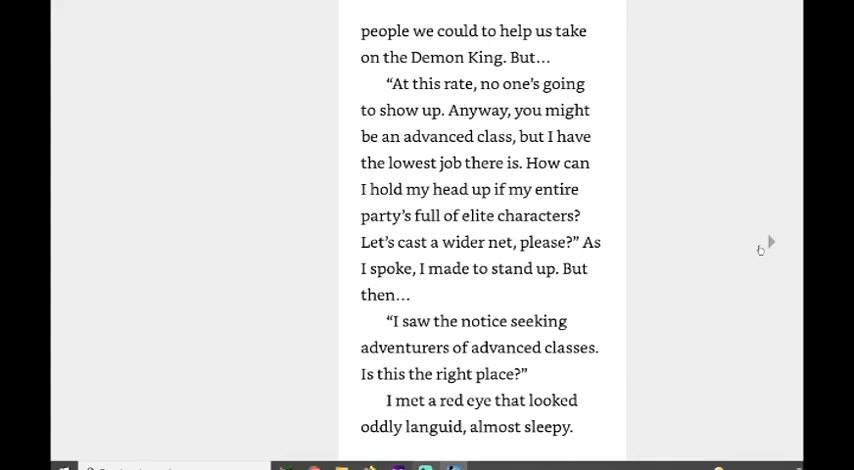 people we could to help us take
on the Demon King. But…
“At this rate, no one’s going
to show up. Anyway, you might
be an advanced class, but I have
the lowest job there is. How can
I hold my head up if my entire
party’s full of elite characters?
Let’s cast a wider net, please?” As
I spoke, I made to stand up. But
then…
“I saw the notice seeking
adventurers of advanced classes.
Is this the right place?”
I met a red eye that looked
oddly languid, almost sleepy.